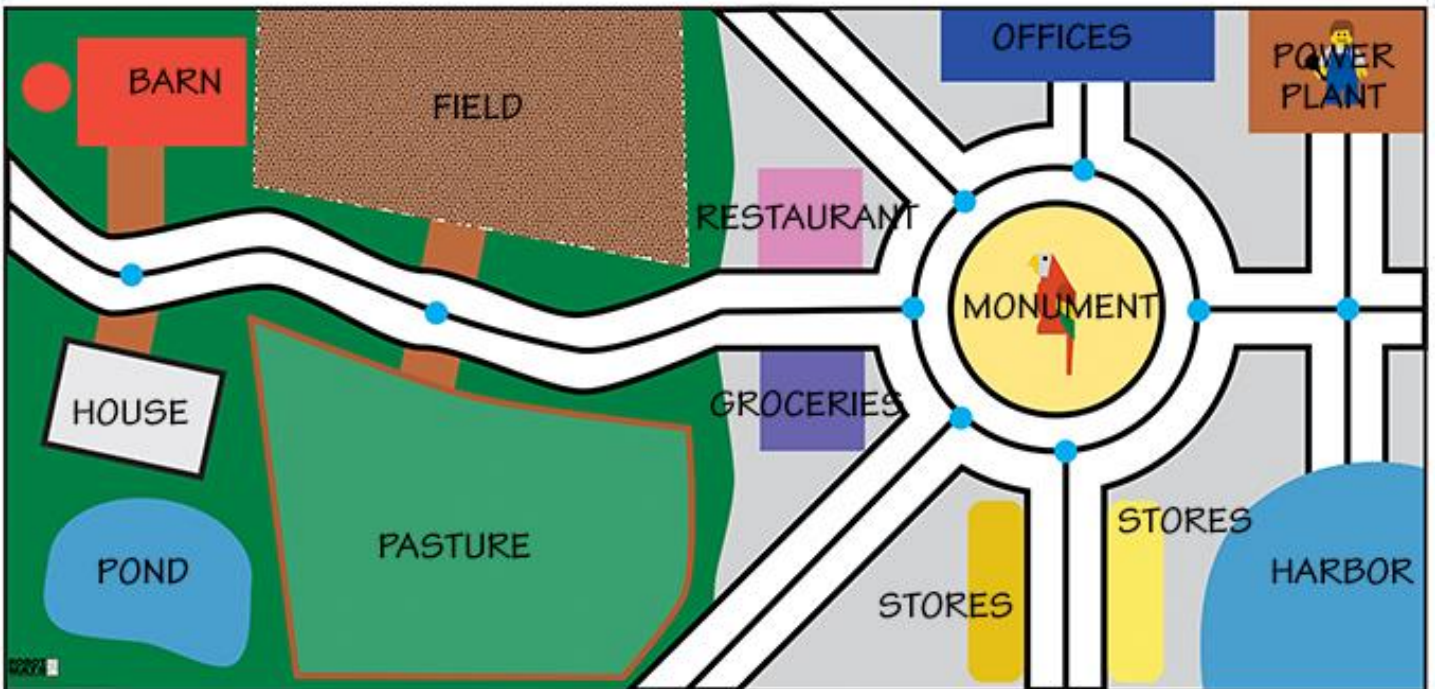 BARN
FIELD
OFFICES
POWER
PLANT
RESTAURANT
MONUMENT
HOUSE
GROCERIES
POND
PASTURE
STORES
STORES
HARBOR